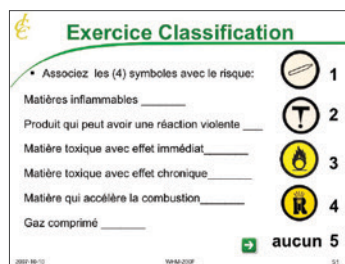 Exercice Classification
• Associez les (4) symboles avec le risque:
Matières inflammables _______
Produit qui peut avoir une réaction violente ___
Matière toxique avec effet immédiat_______
Matière toxique avec effet chronique_______
Matière qui accélère la combustion_______
Gaz comprimé _______
1
2
3
4
aucun 5